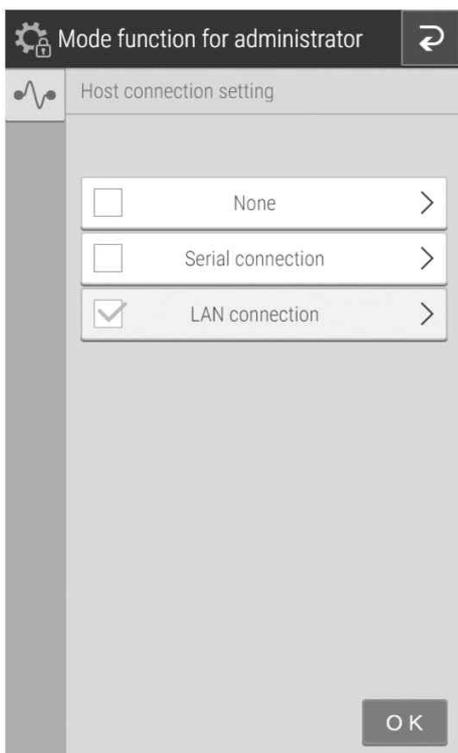 Mode function for administrator
Host connection setting
None
Serial connection
LAN connection
OK